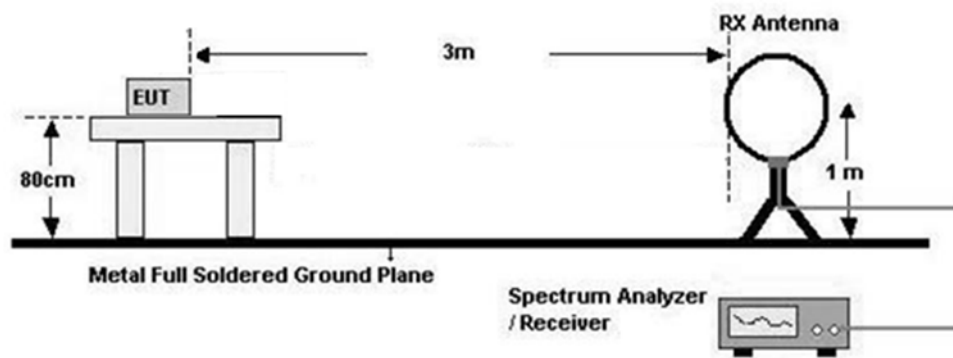 RX Antenna
3m
EUT
80cm
1 m
Metal Full Soldered Ground Plane
Spectrum Analyzer
/ Receiver